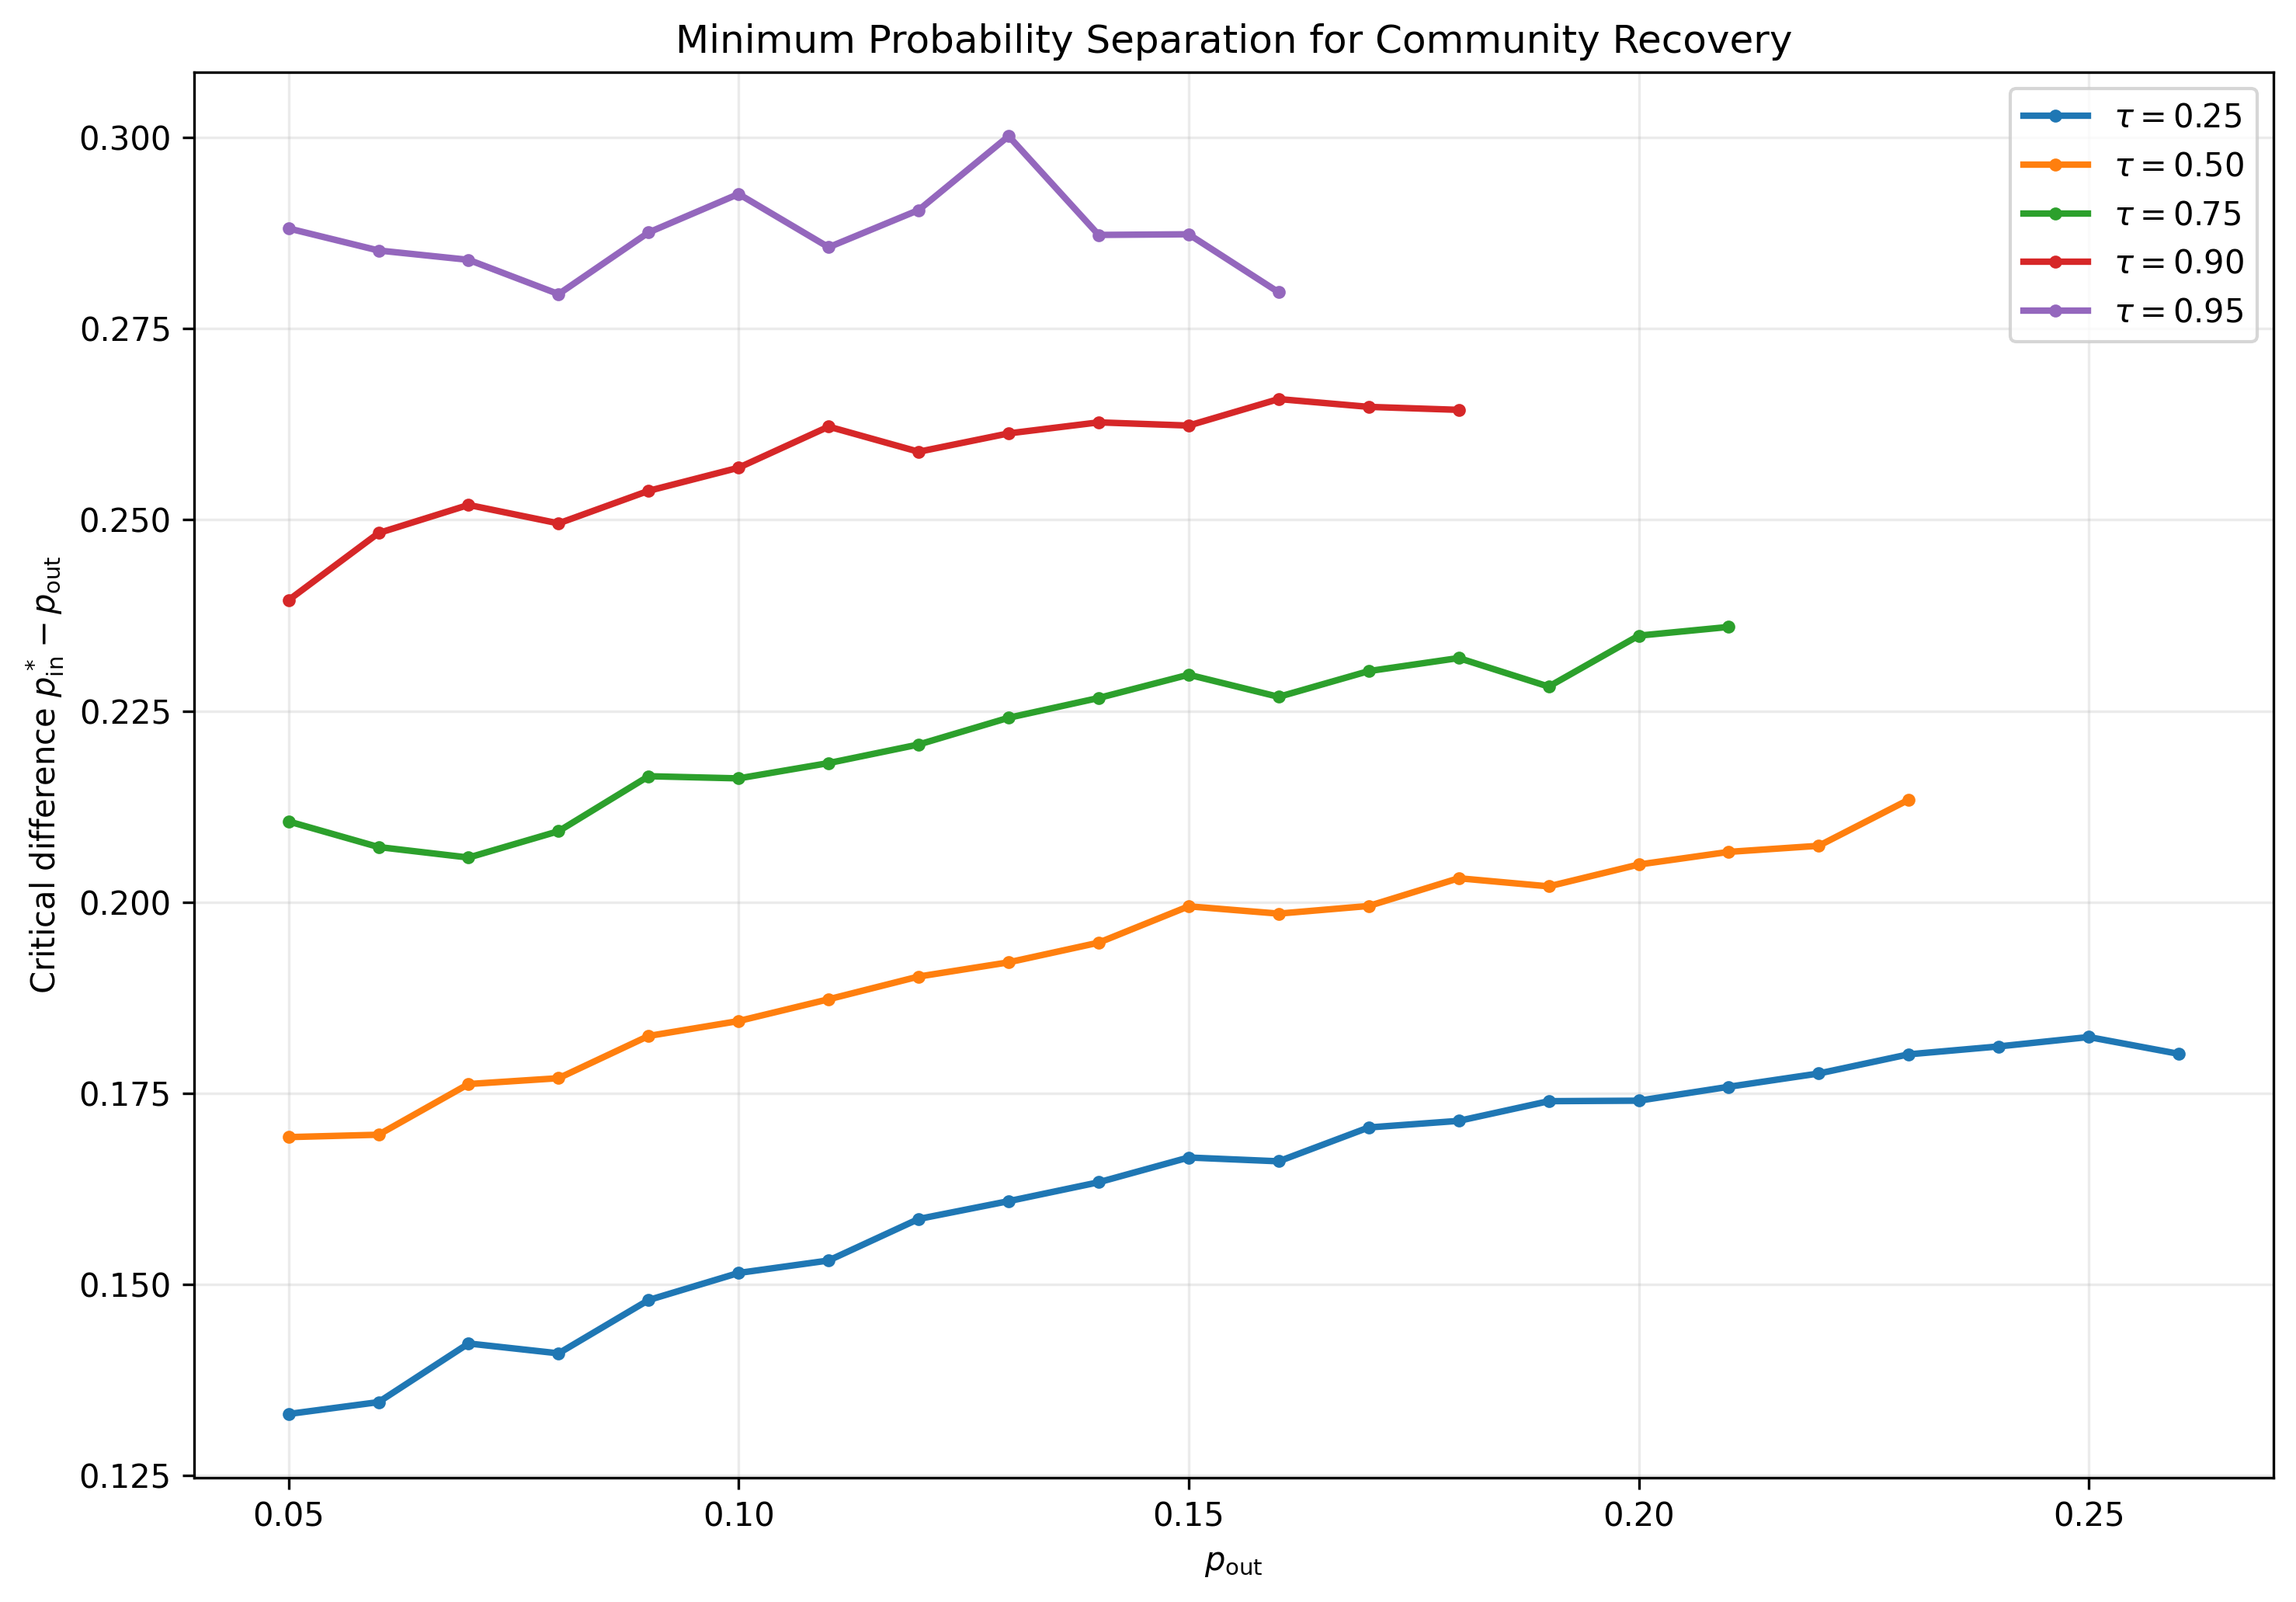 Minimum Probability Separation for Community Recovery
Critical difference p*in − pout
0.300
0.275
0.250
0.225
0.200
0.175
0.150
0.125
0.05 0.10 0.15 0.20 0.25
pout
τ = 0.25
τ = 0.50
τ = 0.75
τ = 0.90
τ = 0.95